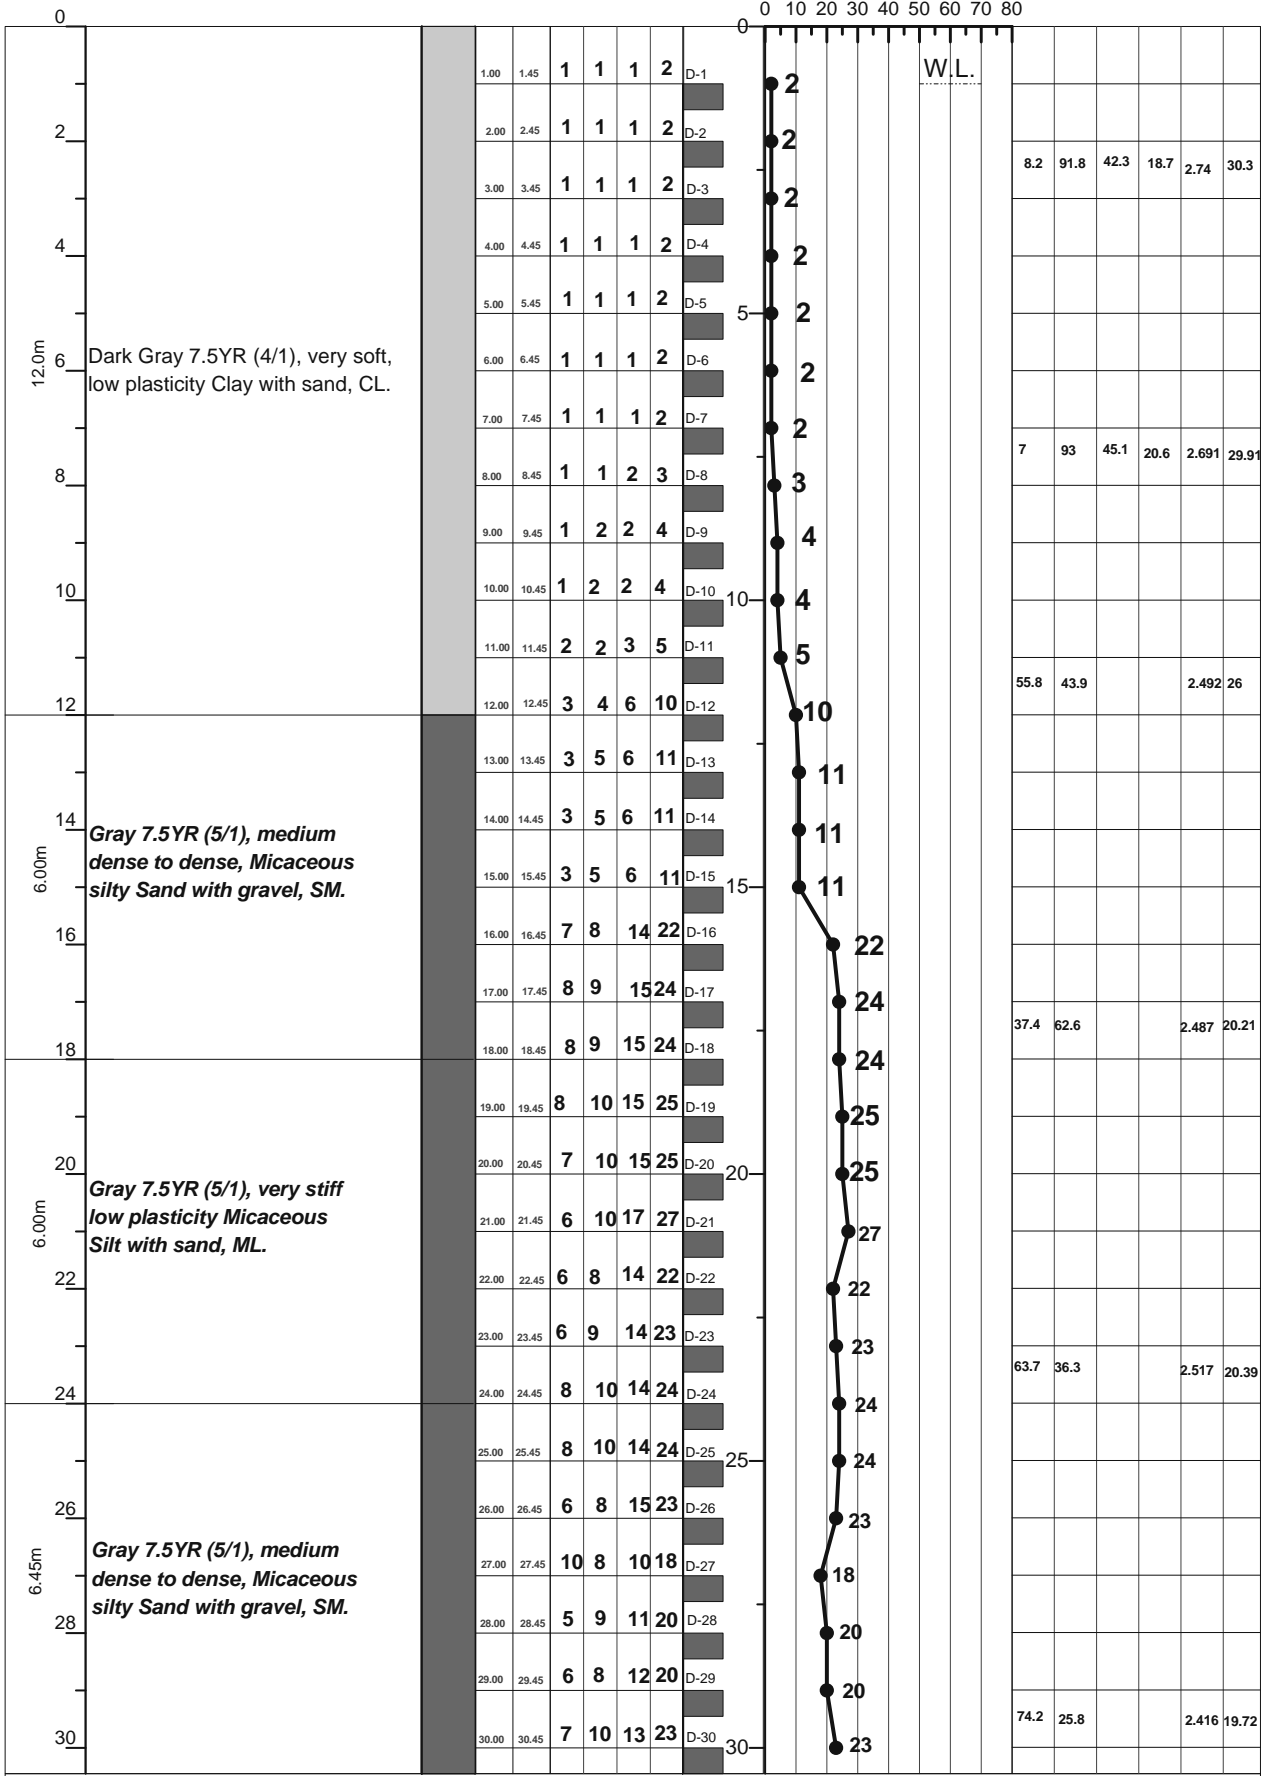 0 10 20 30 40 50 60 70 80
0 0
W.L.
1.00 1.45 1 1 1 2 D-1
2
2 2.00 2.45 1 1 1 2 D-2
2
8.2 91.8 42.3 18.7 2.74 30.3
3.00 3.45 1 1 1 2 D-3
2
4 4.00 4.45 1 1 1 2 D-4
2
5.00 5.45 1 1 1 2 D-5
5 2
12.0m
6 6.00 6.45 1 1 1 2 D-6
Dark Gray 7.5YR (4/1), very soft,
low plasticity Clay with sand, CL.
2
7.00 7.45 1 1 1 2 D-7
2
7 93 45.1 20.6 2.691 29.91
8 8.00 8.45 1 1 2 3 D-8
3
9.00 9.45 1 2 2 4 D-9
4
10 10.00 10.45 1 2 2 4 D-10
10 4
11.00 11.45 2 2 3 5 D-11
5
55.8 43.9 2.492 26
12 12.00 12.45 3 4 6 10 D-12
10
13.00 13.45 3 5 6 11 D-13
11
14 14.00 14.45 3 5 6 11 D-14
11
6.00m
Gray 7.5YR (5/1), medium
dense to dense, Micaceous
silty Sand with gravel, SM.
15.00 15.45 3 5 6 11 D-15
15 11
16 16.00 16.45 7 8 14 22 D-16
22
17.00 17.45 8 9 15 24 D-17
24
37.4 62.6 2.487 20.21
18 18.00 18.45 8 9 15 24 D-18
24
19.00 19.45 8 10 15 25 D-19
25
20 20.00 20.45 7 10 15 25 D-20
20 25
6.00m
Gray 7.5YR (5/1), very stiff
low plasticity Micaceous
Silt with sand, ML.
21.00 21.45 6 10 17 27 D-21
27
22 22.00 22.45 6 8 14 22 D-22
22
23.00 23.45 6 9 14 23 D-23
23
63.7 36.3 2.517 20.39
24 24.00 24.45 8 10 14 24 D-24
24
25.00 25.45 8 10 14 24 D-25
25 24
26 26.00 26.45 6 8 15 23 D-26
23
6.45m
Gray 7.5YR (5/1), medium
dense to dense, Micaceous
silty Sand with gravel, SM.
27.00 27.45 10 8 10 18 D-27
18
28 28.00 28.45 5 9 11 20 D-28
20
29.00 29.45 6 8 12 20 D-29
20
74.2 25.8 2.416 19.72
30 30.00 30.45 7 10 13 23 D-30
30 23